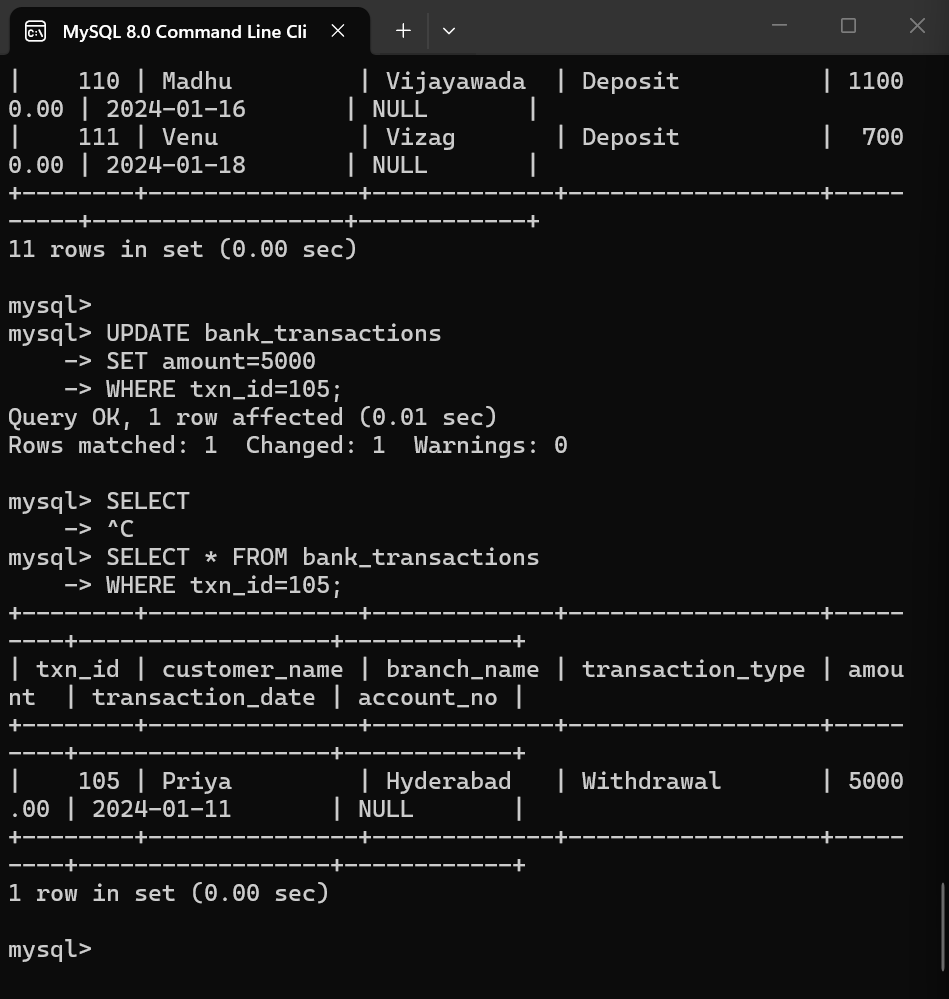 MySQL 8.0 Command Line Cli
|    110 | Madhu         | Vijayawada  | Deposit          | 1100
0.00 | 2024-01-16       | NULL       |
|    111 | Venu          | Vizag       | Deposit          |  700
0.00 | 2024-01-18       | NULL       |
+--------+---------------+-------------+------------------+-----
-----+------------------+------------+
11 rows in set (0.00 sec)
mysql>
mysql> UPDATE bank_transactions
    -> SET amount=5000
    -> WHERE txn_id=105;
Query OK, 1 row affected (0.01 sec)
Rows matched: 1  Changed: 1  Warnings: 0
mysql> SELECT
    -> ^C
mysql> SELECT * FROM bank_transactions
    -> WHERE txn_id=105;
+--------+---------------+-------------+------------------+-----
----+------------------+------------+
| txn_id | customer_name | branch_name | transaction_type | amou
nt  | transaction_date | account_no |
+--------+---------------+-------------+------------------+-----
----+------------------+------------+
|    105 | Priya         | Hyderabad   | Withdrawal       | 5000
.00 | 2024-01-11       | NULL       |
+--------+---------------+-------------+------------------+-----
----+------------------+------------+
1 row in set (0.00 sec)
mysql>